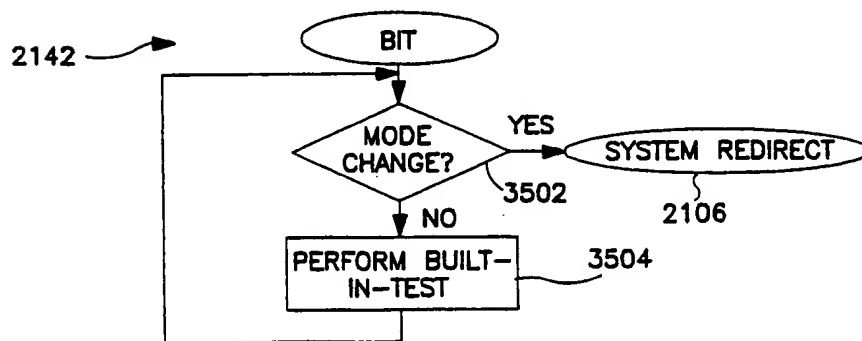 BIT
2142
MODE
CHANGE?
YES
SYSTEM REDIRECT
3502
2106
NO
PERFORM BUILT-
IN-TEST
3504